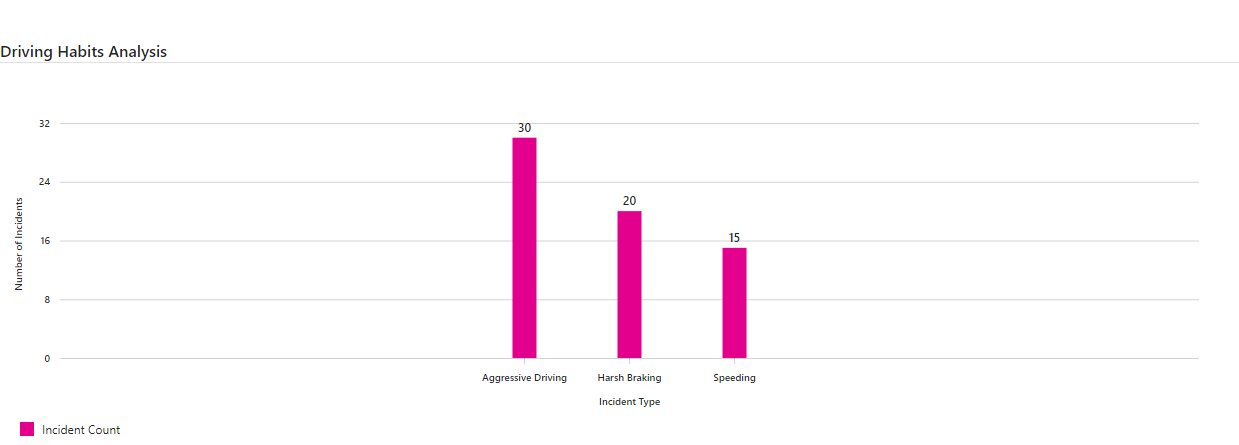 Driving Habits Analysis
32
30
24
20
16
15
8
0
Number of Incidents
Aggressive Driving
Harsh Braking
Speeding
Incident Type
Incident Count